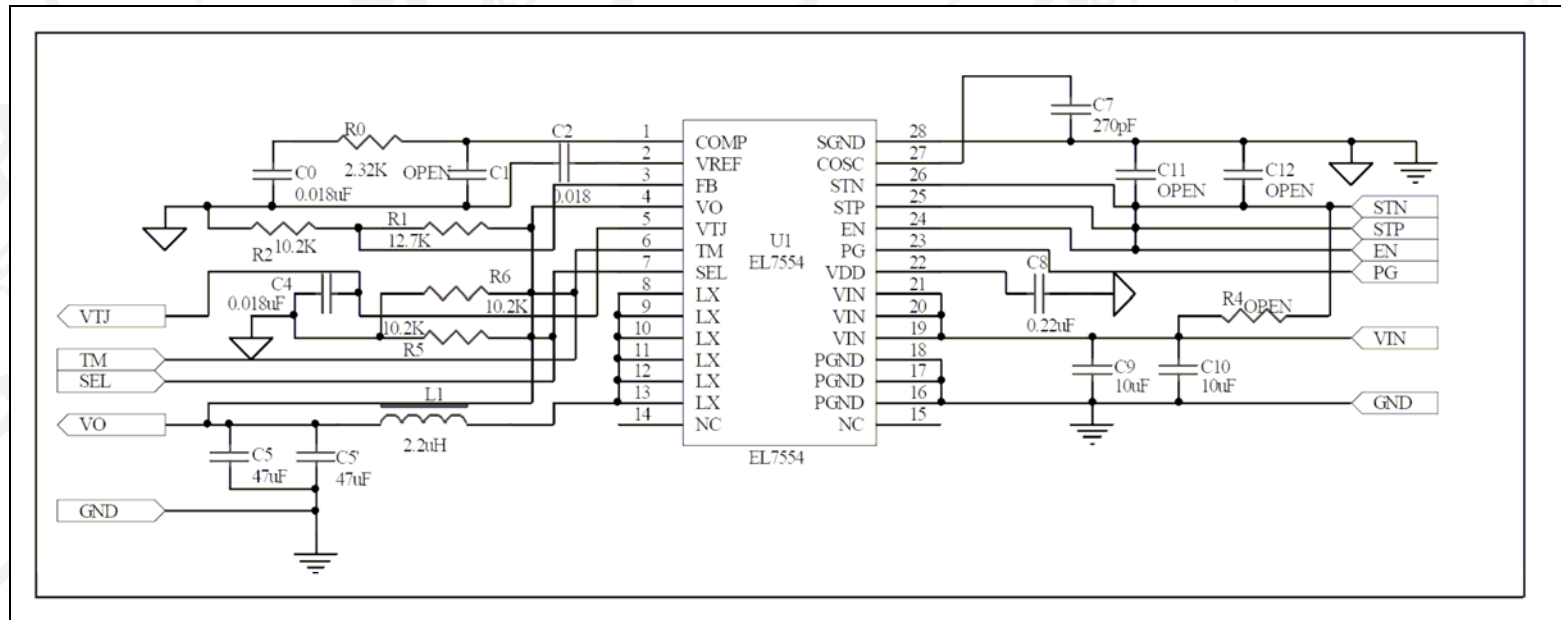 C7
270pF
R0
2.32K
C0
0.018uF
OPEN
C1
C2
0.018
1
2
3
4
5
6
7
8
9
10
11
12
13
14
COMP
VREF
FB
VO
VTJ
TM
SEL
LX
LX
LX
LX
LX
LX
NC
U1
EL7554
SGND
COSC
STN
STP
EN
PG
VDD
VIN
VIN
VIN
PGND
PGND
PGND
NC
28
27
26
25
24
23
22
21
20
19
18
17
16
15
EL7554
C11
OPEN
C12
OPEN
STN
STP
EN
PG
R1
12.7K
R2
10.2K
C4
0.018uF
R6
10.2K
10.2K
R5
C8
0.22uF
R4
OPEN
VTJ
TM
SEL
VO
GND
L1
2.2uH
C5
47uF
C5'
47uF
VIN
C9
10uF
C10
10uF
GND